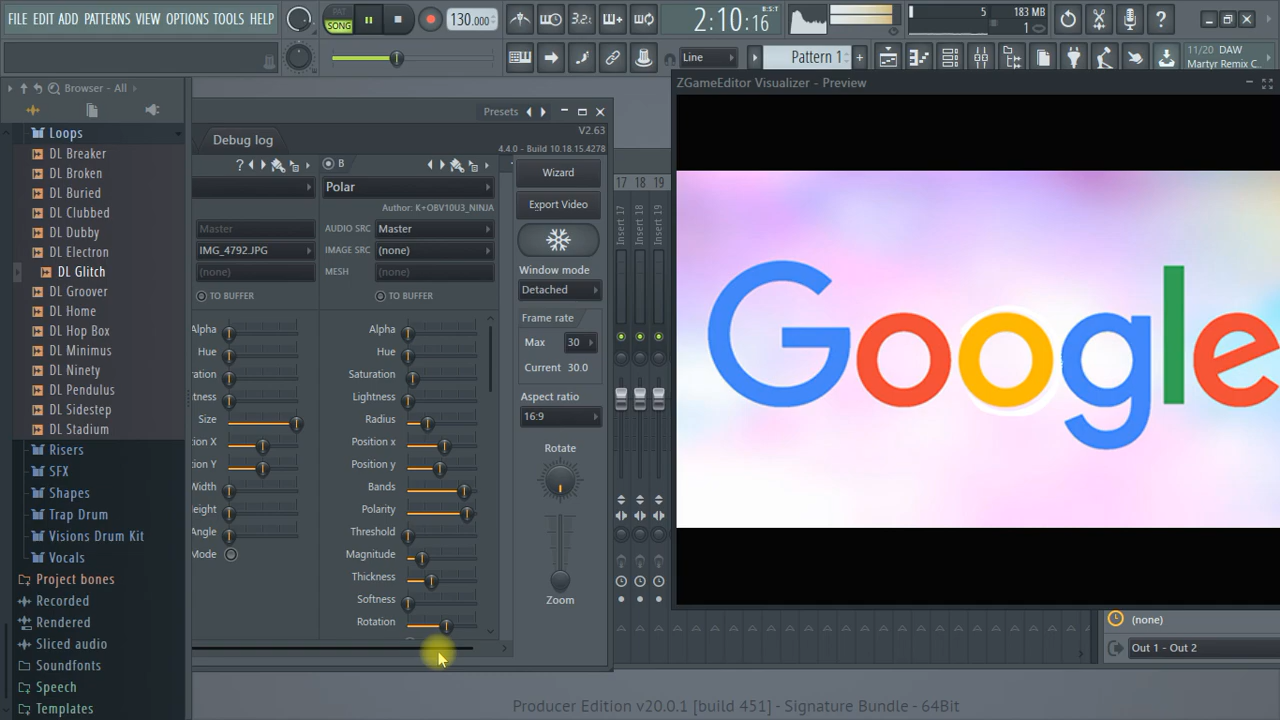 FILE EDIT ADD PATTERNS VIEW OPTIONS TOOLS HELP
PAT
SONG
130.000
3.2
2:10:16
B:S:T
5
183 MB
1
Line
Pattern 1
11/20 DAW
Martyr Remix C..
Browser - All
Loops
DL Breaker
DL Broken
DL Buried
DL Clubbed
DL Dubby
DL Electron
DL Glitch
DL Groover
DL Home
DL Hop Box
DL Minimus
DL Ninety
DL Pendulus
DL Sidestep
DL Stadium
Risers
SFX
Shapes
Trap Drum
Visions Drum Kit
Vocals
Project bones
Recorded
Rendered
Sliced audio
Soundfonts
Speech
Templates
Presets
V2.63
Debug log
4.4.0 - Build 10.18.15.4278
B
Polar
Author: K+OBV10U3_NINJA
Master
AUDIO SRC
Master
IMG_4792.JPG
IMAGE SRC
(none)
(none)
MESH
TO BUFFER
TO BUFFER
Alpha
Hue
ration
tness
Size
ion X
ion Y
Width
eight
Angle
Mode
Alpha
Hue
Saturation
Lightness
Radius
Position x
Position y
Bands
Polarity
Threshold
Magnitude
Thickness
Softness
Rotation
Wizard
Export Video
Window mode
Detached
Frame rate
Max
30
Current 30.0
Aspect ratio
16:9
Rotate
Zoom
17
18
19
Insert 17
Insert 18
Insert 19
ZGameEditor Visualizer - Preview
Google
(none)
Out 1 - Out 2
Producer Edition v20.0.1 [build 451] - Signature Bundle - 64Bit